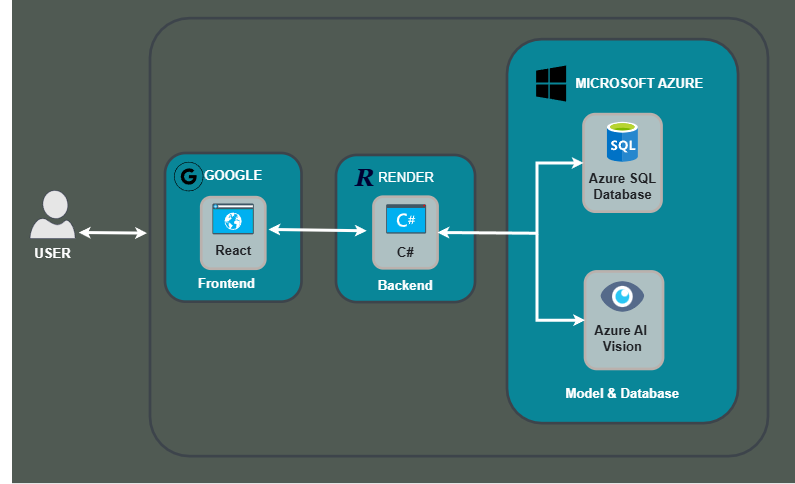 USER
G
GOOGLE
React
Frontend
R
RENDER
C#
C#
Backend
MICROSOFT AZURE
SQL
Azure SQL
Database
Azure AI
Vision
Model & Database